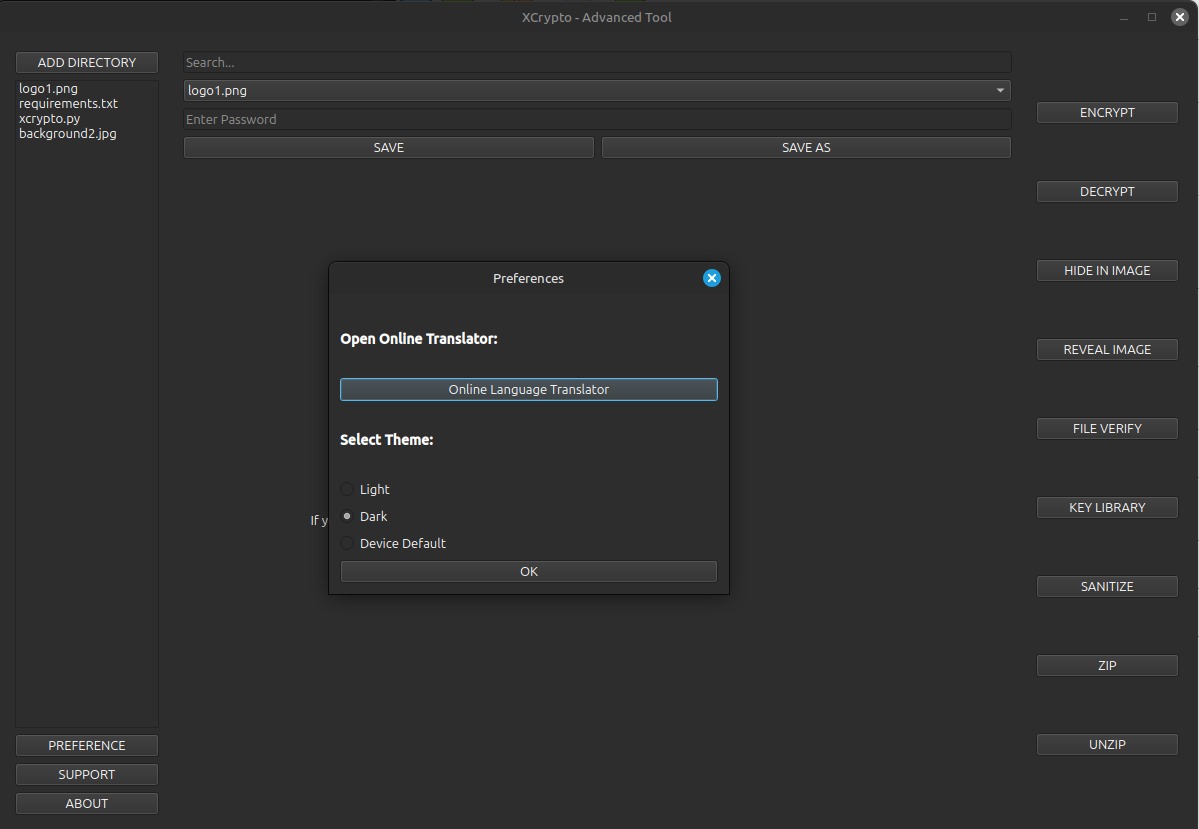 XCrypto - Advanced Tool
ADD DIRECTORY
logo1.png
requirements.txt
xcrypto.py
background2.jpg
Search...
logo1.png
Enter Password
SAVE
SAVE AS
Preferences
Open Online Translator:
Online Language Translator
Select Theme:
Light
Dark
Device Default
OK
If y
ENCRYPT
DECRYPT
HIDE IN IMAGE
REVEAL IMAGE
FILE VERIFY
KEY LIBRARY
SANITIZE
ZIP
UNZIP
PREFERENCE
SUPPORT
ABOUT